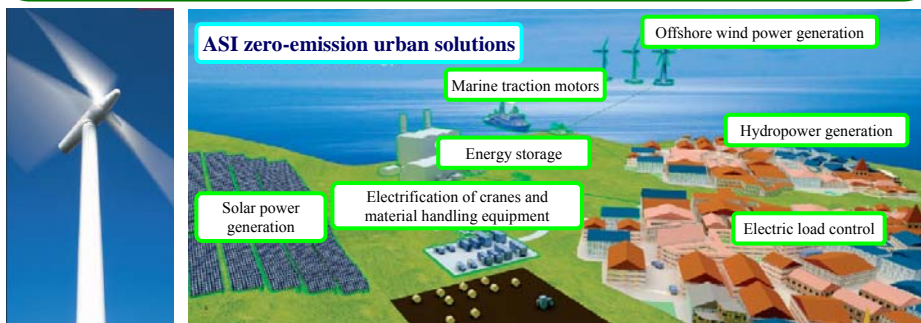 ASI zero-emission urban solutions
Offshore wind power generation
Marine traction motors
Hydropower generation
Energy storage
Electrification of cranes and
material handling equipment
Solar power
generation
Electric load control